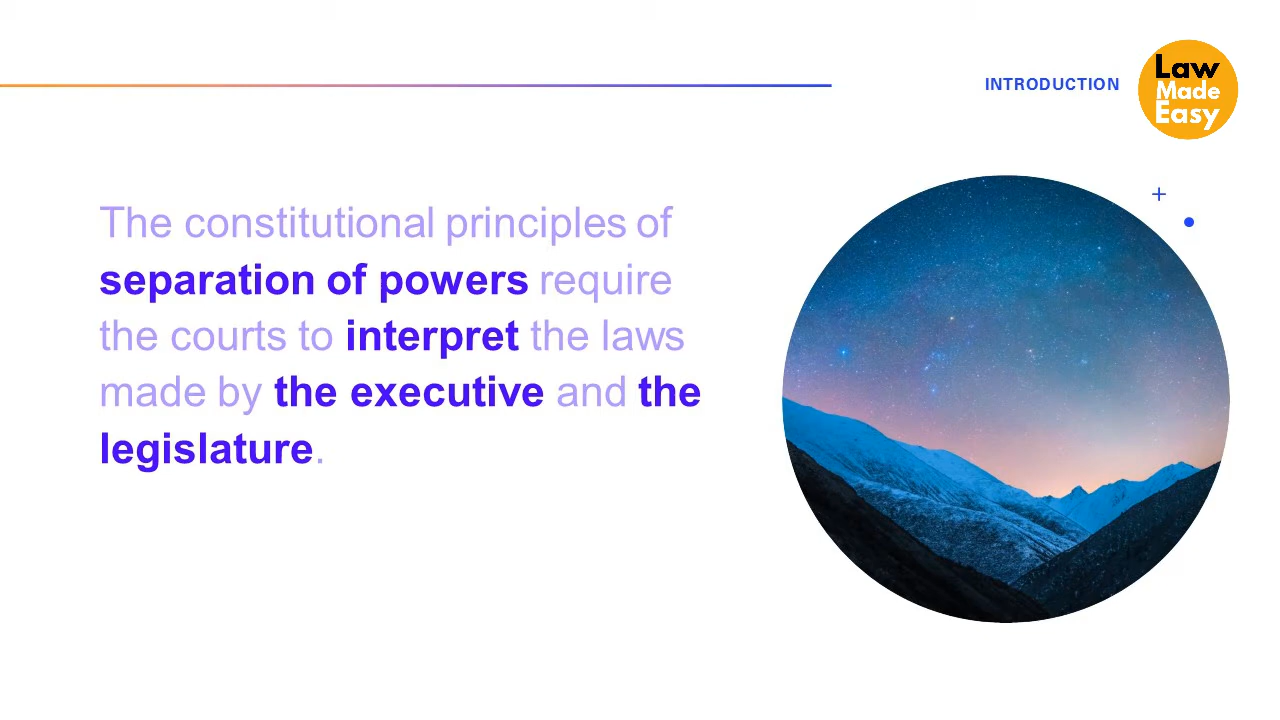 INTRODUCTION
Law
Made
Easy
The constitutional principles of
separation of powers require
the courts to interpret the laws
made by the executive and the
legislature.